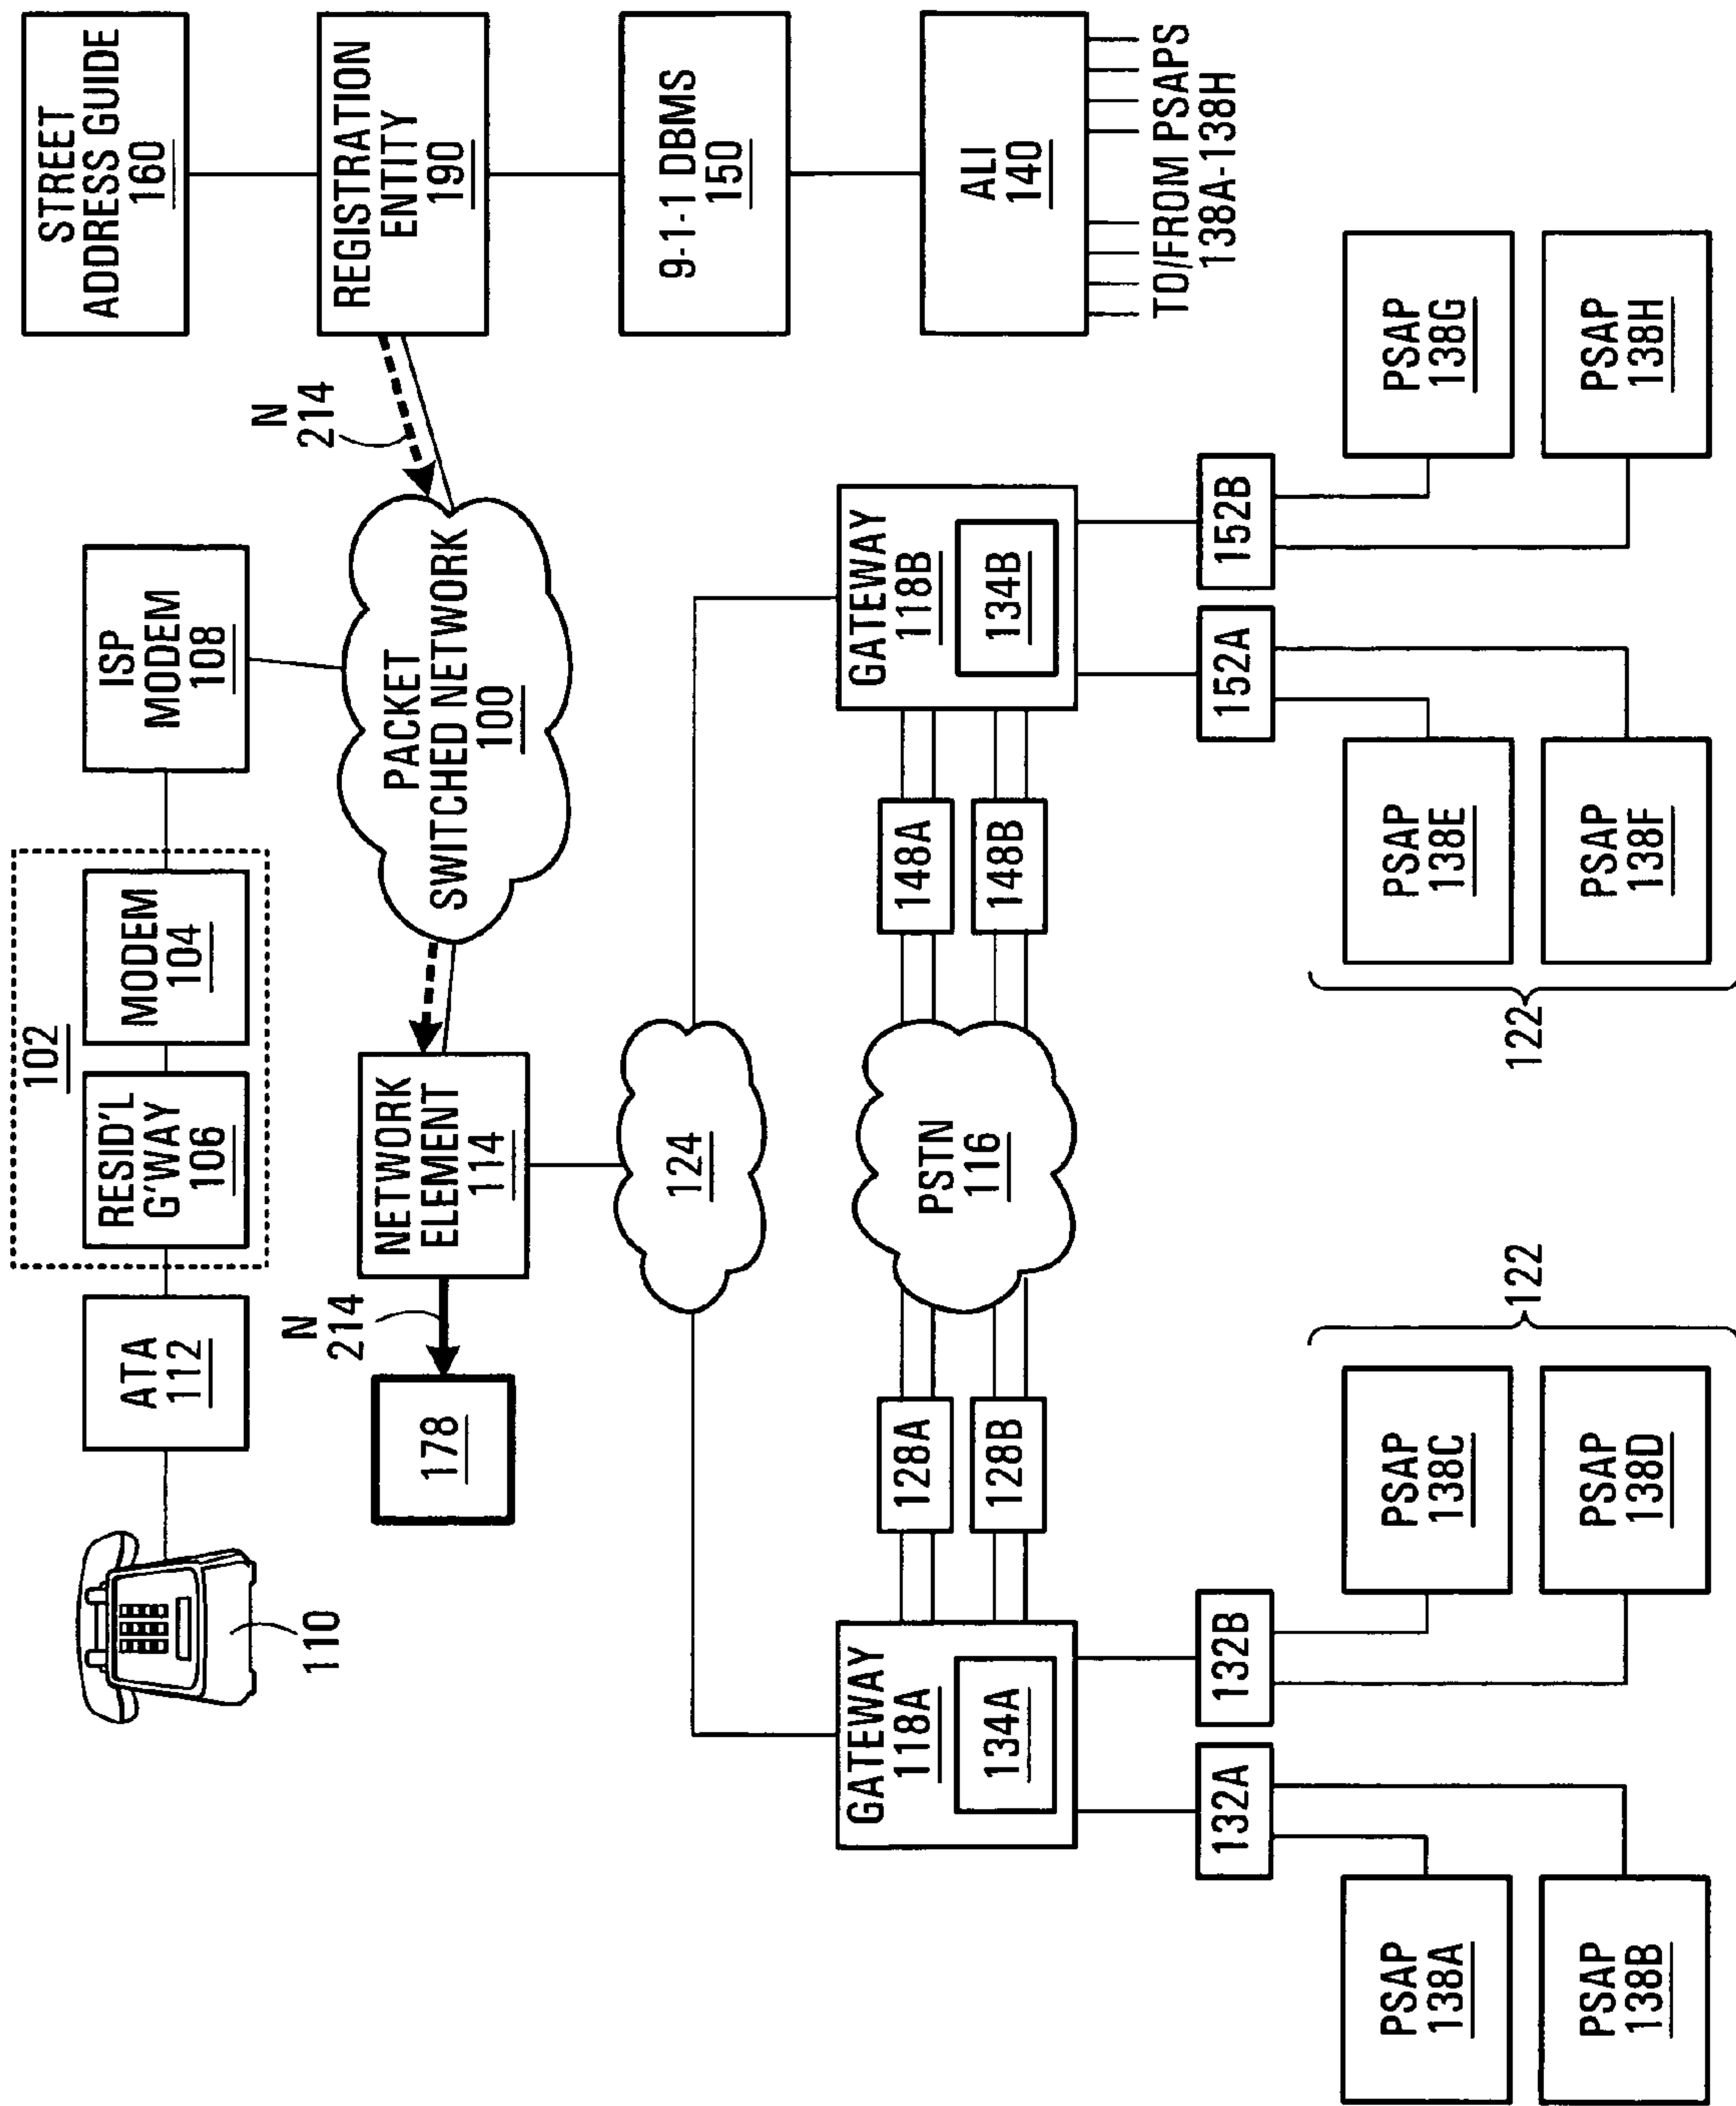 110
ATA
112
102
RESID'L
G'WAY
106
MODEM
104
ISP
MODEM
108
STREET
ADDRESS GUIDE
160
178
N
214
NETWORK
ELEMENT
114
PACKET
SWITCHED NETWORK
100
N
214
REGISTRATION
ENTITY
190
9-1-1 DBMS
150
ALI
140
TO/FROM PSAPS
138A-138H
124
GATEWAY
118A
134A
128A
128B
PSTN
116
148A
148B
GATEWAY
118B
134B
132A
132B
152A
152B
PSAP
138A
PSAP
138B
PSAP
138C
PSAP
138D
122
122
PSAP
138E
PSAP
138F
PSAP
138G
PSAP
138H